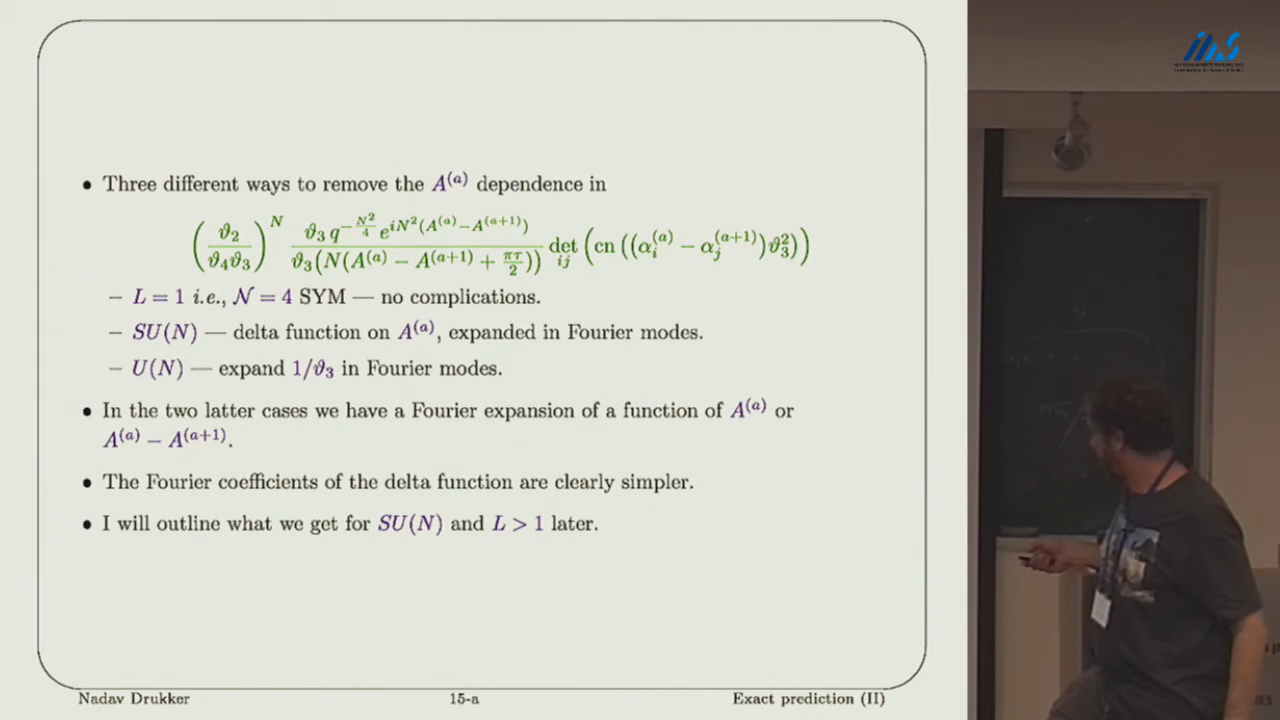 • Three different ways to remove the A^(a) dependence in
(ϑ₂/ϑ₄ϑ₃)^N ϑ₃ q^{-N²/4} e^{iN²(A^(a) − A^(a+1))} / ϑ₃(N(A^(a) − A^(a+1) + πτ/2)) det_{ij} (cn((α_i^(a) − α_j^(a+1))ϑ₃²))
– L = 1 i.e., 𝒩 = 4 SYM — no complications.
– SU(N) — delta function on A^(a), expanded in Fourier modes.
– U(N) — expand 1/ϑ₃ in Fourier modes.
• In the two latter cases we have a Fourier expansion of a function of A^(a) or
A^(a) − A^(a+1).
• The Fourier coefficients of the delta function are clearly simpler.
• I will outline what we get for SU(N) and L > 1 later.
Nadav Drukker 15-a Exact prediction (II)